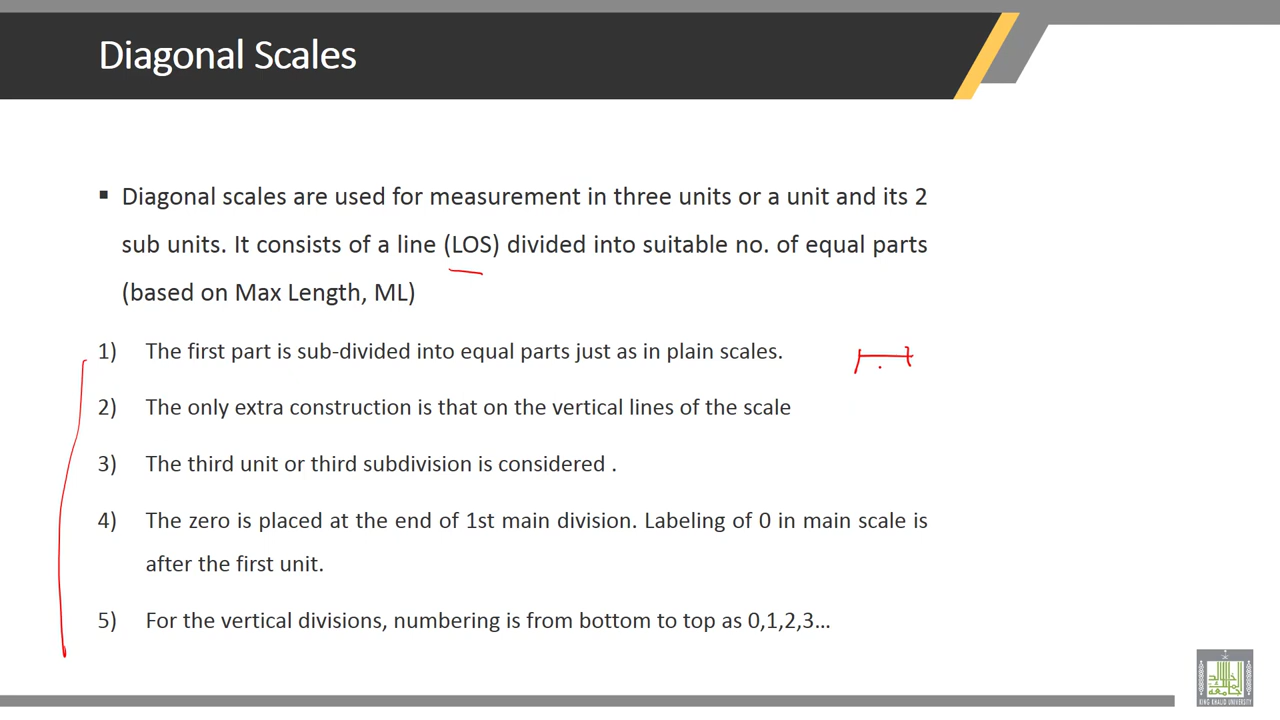 Diagonal Scales
▪ Diagonal scales are used for measurement in three units or a unit and its 2
sub units. It consists of a line (LOS) divided into suitable no. of equal parts
(based on Max Length, ML)
1) The first part is sub-divided into equal parts just as in plain scales.
2) The only extra construction is that on the vertical lines of the scale
3) The third unit or third subdivision is considered .
4) The zero is placed at the end of 1st main division. Labeling of 0 in main scale is
after the first unit.
5) For the vertical divisions, numbering is from bottom to top as 0,1,2,3...
KING KHALID UNIVERSITY